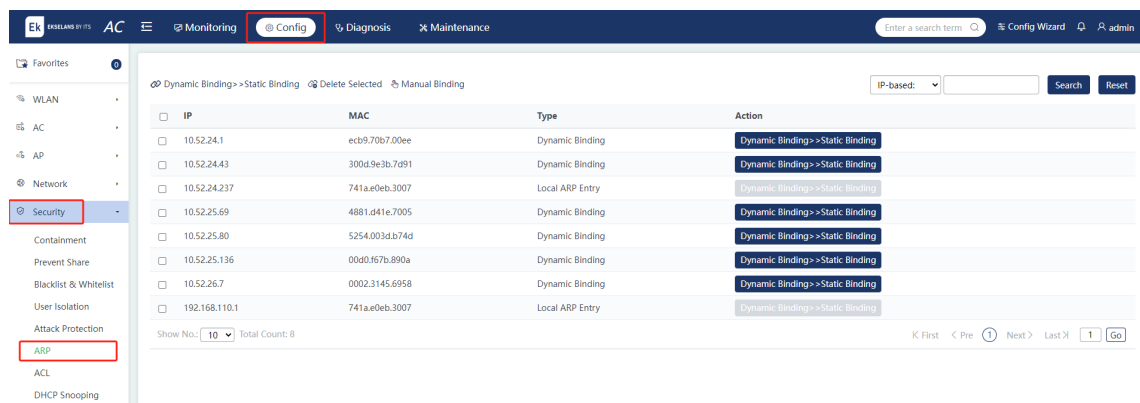 Ek EKSELANS BY ITS AC Monitoring Config Diagnosis Maintenance Enter a search term Config Wizard admin
Favorites 0
WLAN
AC
AP
Network
Security
Containment
Prevent Share
Blacklist & Whitelist
User Isolation
Attack Protection
ARP
ACL
DHCP Snooping
Dynamic Binding>>Static Binding Delete Selected Manual Binding IP-based: Search Reset
IP MAC Type Action
10.52.24.1 ecb9.70b7.00ee Dynamic Binding Dynamic Binding>>Static Binding
10.52.24.43 300d.9e3b.7d91 Dynamic Binding Dynamic Binding>>Static Binding
10.52.24.237 741a.e0eb.3007 Local ARP Entry Dynamic Binding>>Static Binding
10.52.25.69 4881.d41e.7005 Dynamic Binding Dynamic Binding>>Static Binding
10.52.25.80 5254.003d.b74d Dynamic Binding Dynamic Binding>>Static Binding
10.52.25.136 00d0.f67b.890a Dynamic Binding Dynamic Binding>>Static Binding
10.52.26.7 0002.3145.6958 Dynamic Binding Dynamic Binding>>Static Binding
192.168.110.1 741a.e0eb.3007 Local ARP Entry Dynamic Binding>>Static Binding
Show No.: 10 Total Count: 8 First Pre 1 Next Last 1 Go